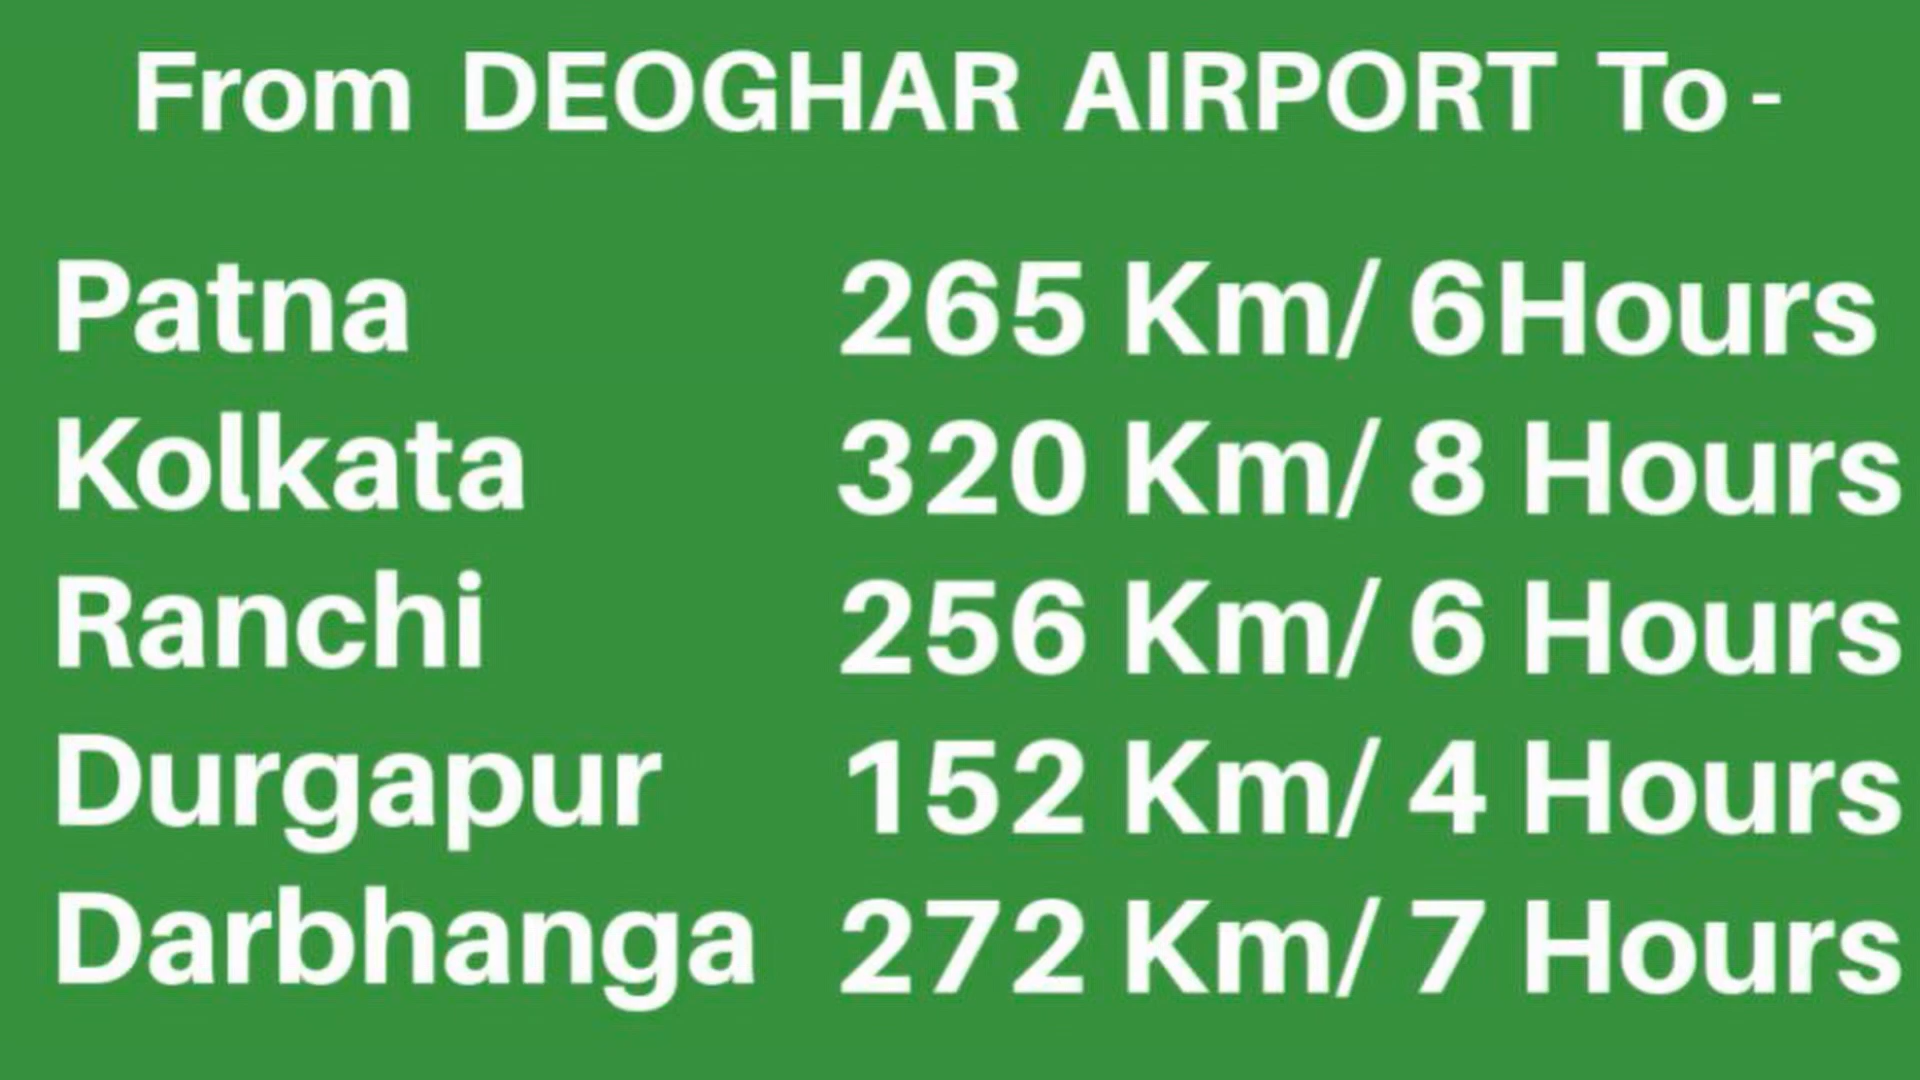 From DEOGHAR AIRPORT To -
Patna 265 Km/ 6Hours
Kolkata 320 Km/ 8 Hours
Ranchi 256 Km/ 6 Hours
Durgapur 152 Km/ 4 Hours
Darbhanga 272 Km/ 7 Hours